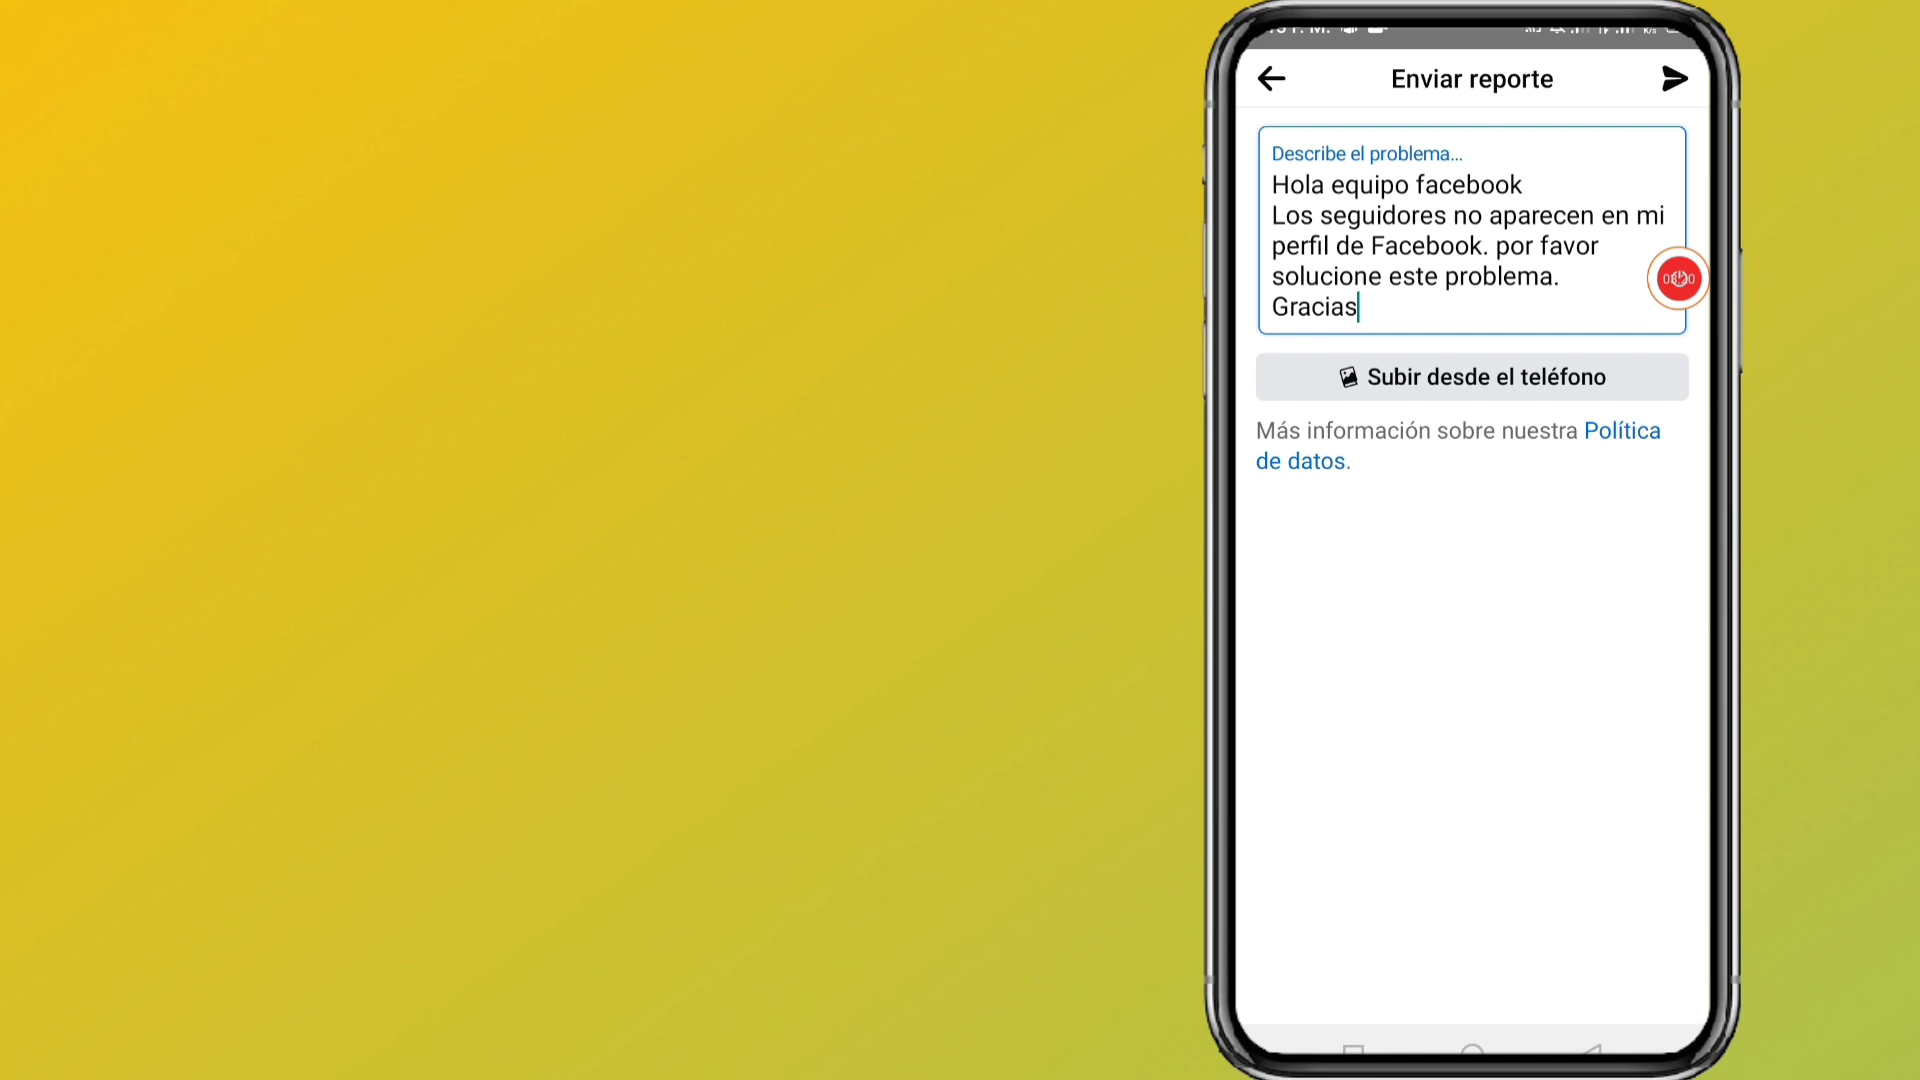 Enviar reporte
Describe el problema...
Hola equipo facebook
Los seguidores no aparecen en mi
perfil de Facebook. por favor
solucione este problema.
Gracias
Subir desde el teléfono
Más información sobre nuestra Política
de datos.